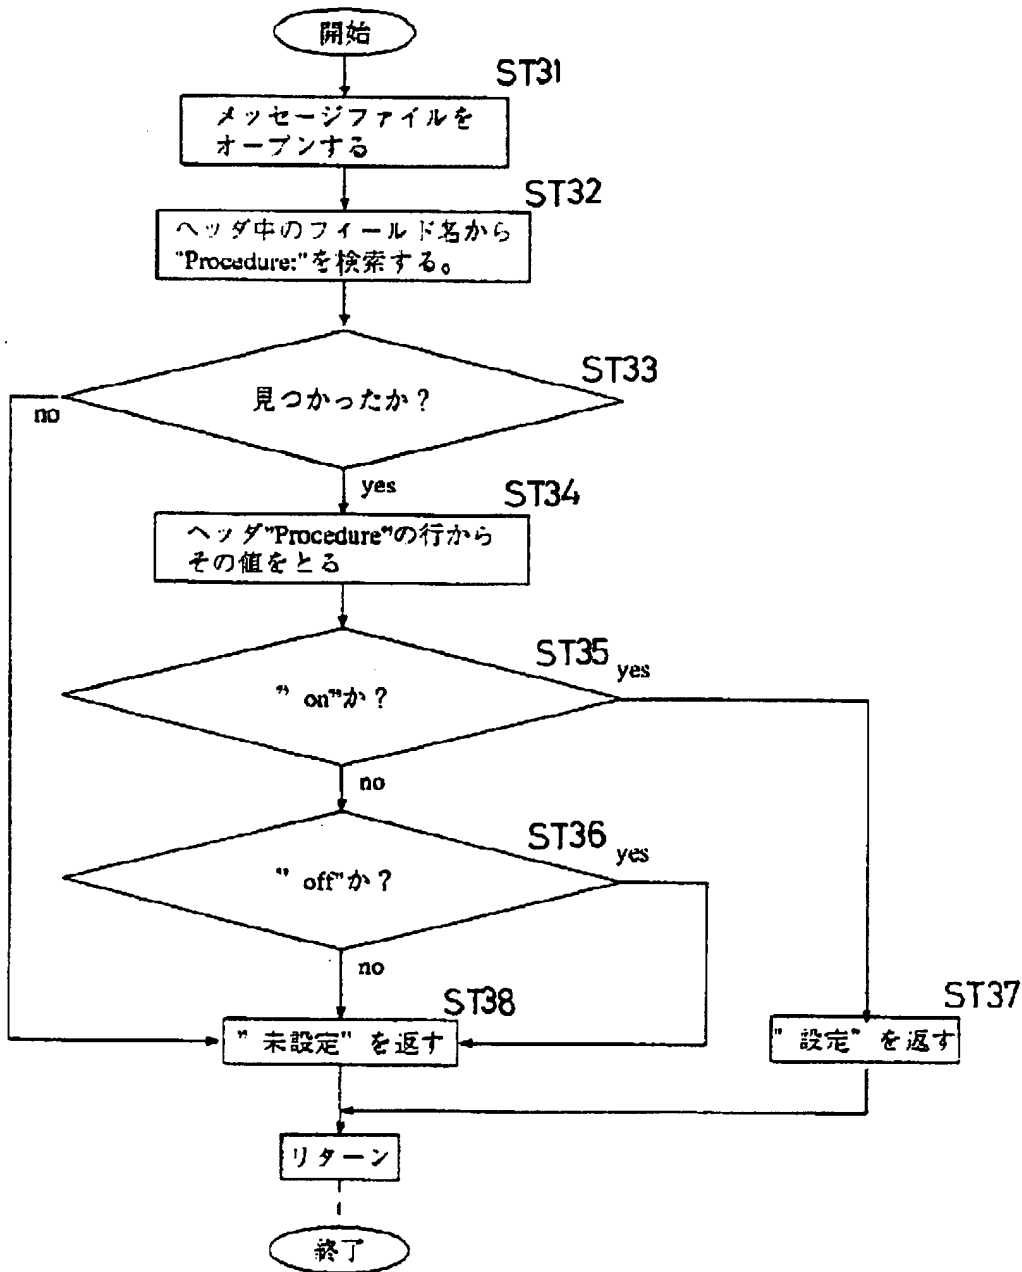 開始
ST31
メッセージファイルを
オープンする
ST32
ヘッダ中のフィールド名から
"Procedure:"を検索する。
ST33
見つかったか？
no
yes
ST34
ヘッダ"Procedure"の行から
その値をとる
ST35
yes
" on"か？
no
ST36
yes
" off"か？
no
ST38
" 未設定" を返す
ST37
" 設定" を返す
リターン
終了